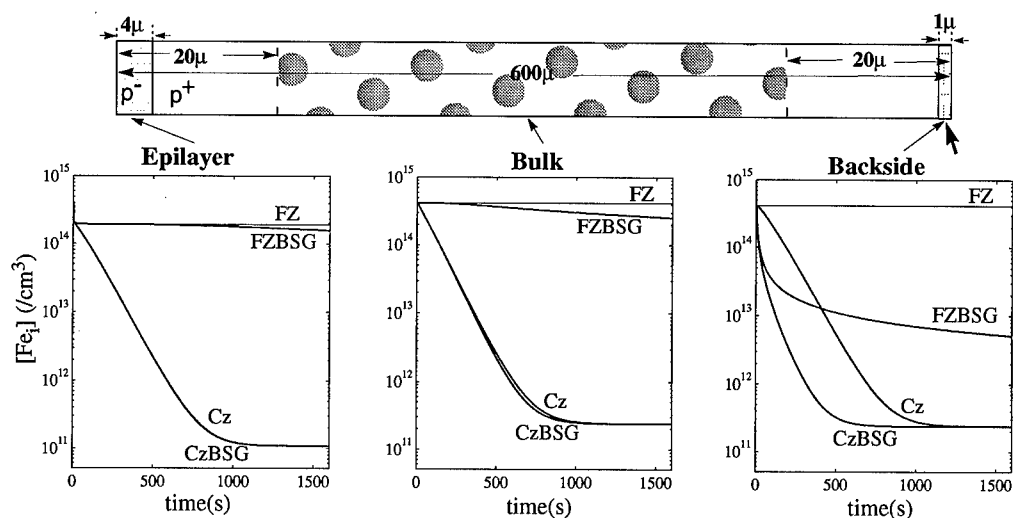 4μ
1μ
20μ
20μ
600μ
p⁻
p⁺
Epilayer
Bulk
Backside
[Fe_i] (/cm³)
10¹⁵
10¹⁴
10¹³
10¹²
10¹¹
FZ
FZBSG
Cz
CzBSG
0
500
1000
1500
time(s)
10¹⁵
10¹⁴
10¹³
10¹²
10¹¹
FZ
FZBSG
Cz
CzBSG
0
500
1000
1500
time(s)
10¹⁵
10¹⁴
10¹³
10¹²
10¹¹
FZ
FZBSG
Cz
CzBSG
0
500
1000
1500
time(s)